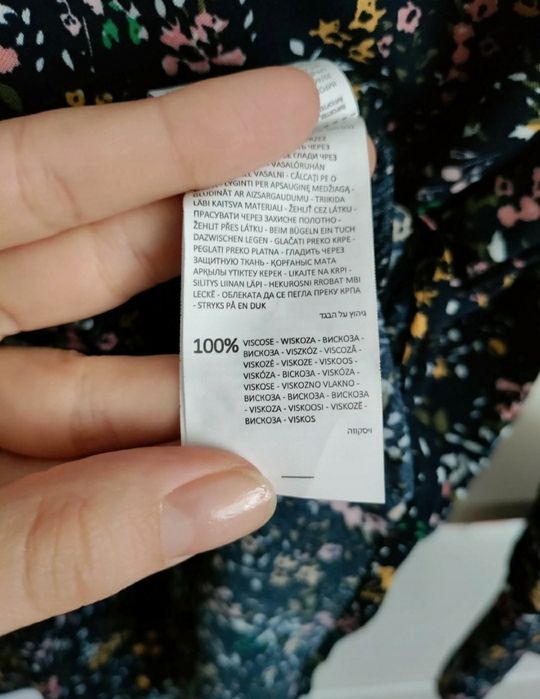 ЧЕРЕЗ
ГЛАДИ ЧРЕЗ
VASALÓRUHÁN
VASALNI - CĂLCAŢI PE O
LYGINTI PER APSAUGINĘ MEDŽIAGĄ -
GLUDINĀT AR AIZSARGAUDUMU - TRIIKIDA
LÄBI KAITSVA MATERJALI - ŽEHLIŤ CEZ LÁTKU -
ПРАСУВАТИ ЧЕРЕЗ ЗАХИСНЕ ПОЛОТНО -
ŽEHLIT PŘES LÁTKU - BEIM BÜGELN EIN TUCH
DAZWISCHEN LEGEN - GLAČATI PREKO KRPE -
PEGLATI PREKO PLATNA - ГЛАДИТЬ ЧЕРЕЗ
ЗАЩИТНУЮ ТКАНЬ - ҚОРҒАНЫС МАТА
АРҚЫЛЫ ҮТІКТЕУ КЕРЕК - LIKAJTE NA KRPI -
SILITYS LIINAN LÄPI - HEKUROSNI RROBAT MBI
LECKË - ОБЛЕКАТА ДА СЕ ПЕГЛА ПРЕКУ КРПА
- STRYKS PÅ EN DUK
גיהוץ על הבגד
100% VISCOSE - WISKOZA - ВИСКОЗА -
ВИСКОЗА - VISZKÓZ - VISCOZĂ -
VISKOZĖ - VISKOZE - VISKOOS -
VISKÓZA - ВІСКОЗА - VISKÓZA -
VISKOSE - VISKOZNO VLAKNO -
ВИСКОЗА - ВИСКОЗА - ВИСКОЗА
- VISKOZA - VISKOOSI - VISKOZË -
ВИСКОЗА - VISKOS
ויסקוזה